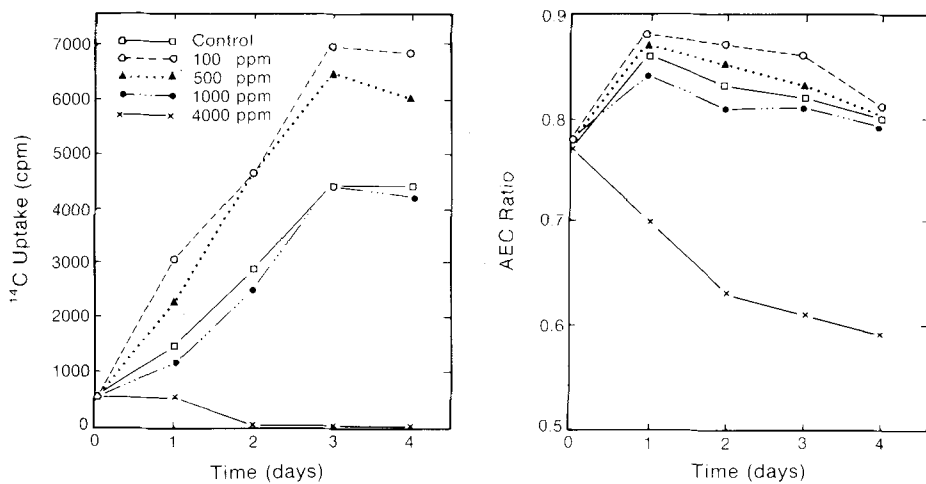 7000
6000
5000
4000
3000
2000
1000
0
¹⁴C Uptake (cpm)
Control
100 ppm
500 ppm
1000 ppm
4000 ppm
0 1 2 3 4
Time (days)
0.9
0.8
0.7
0.6
0.5
AEC Ratio
0 1 2 3 4
Time (days)